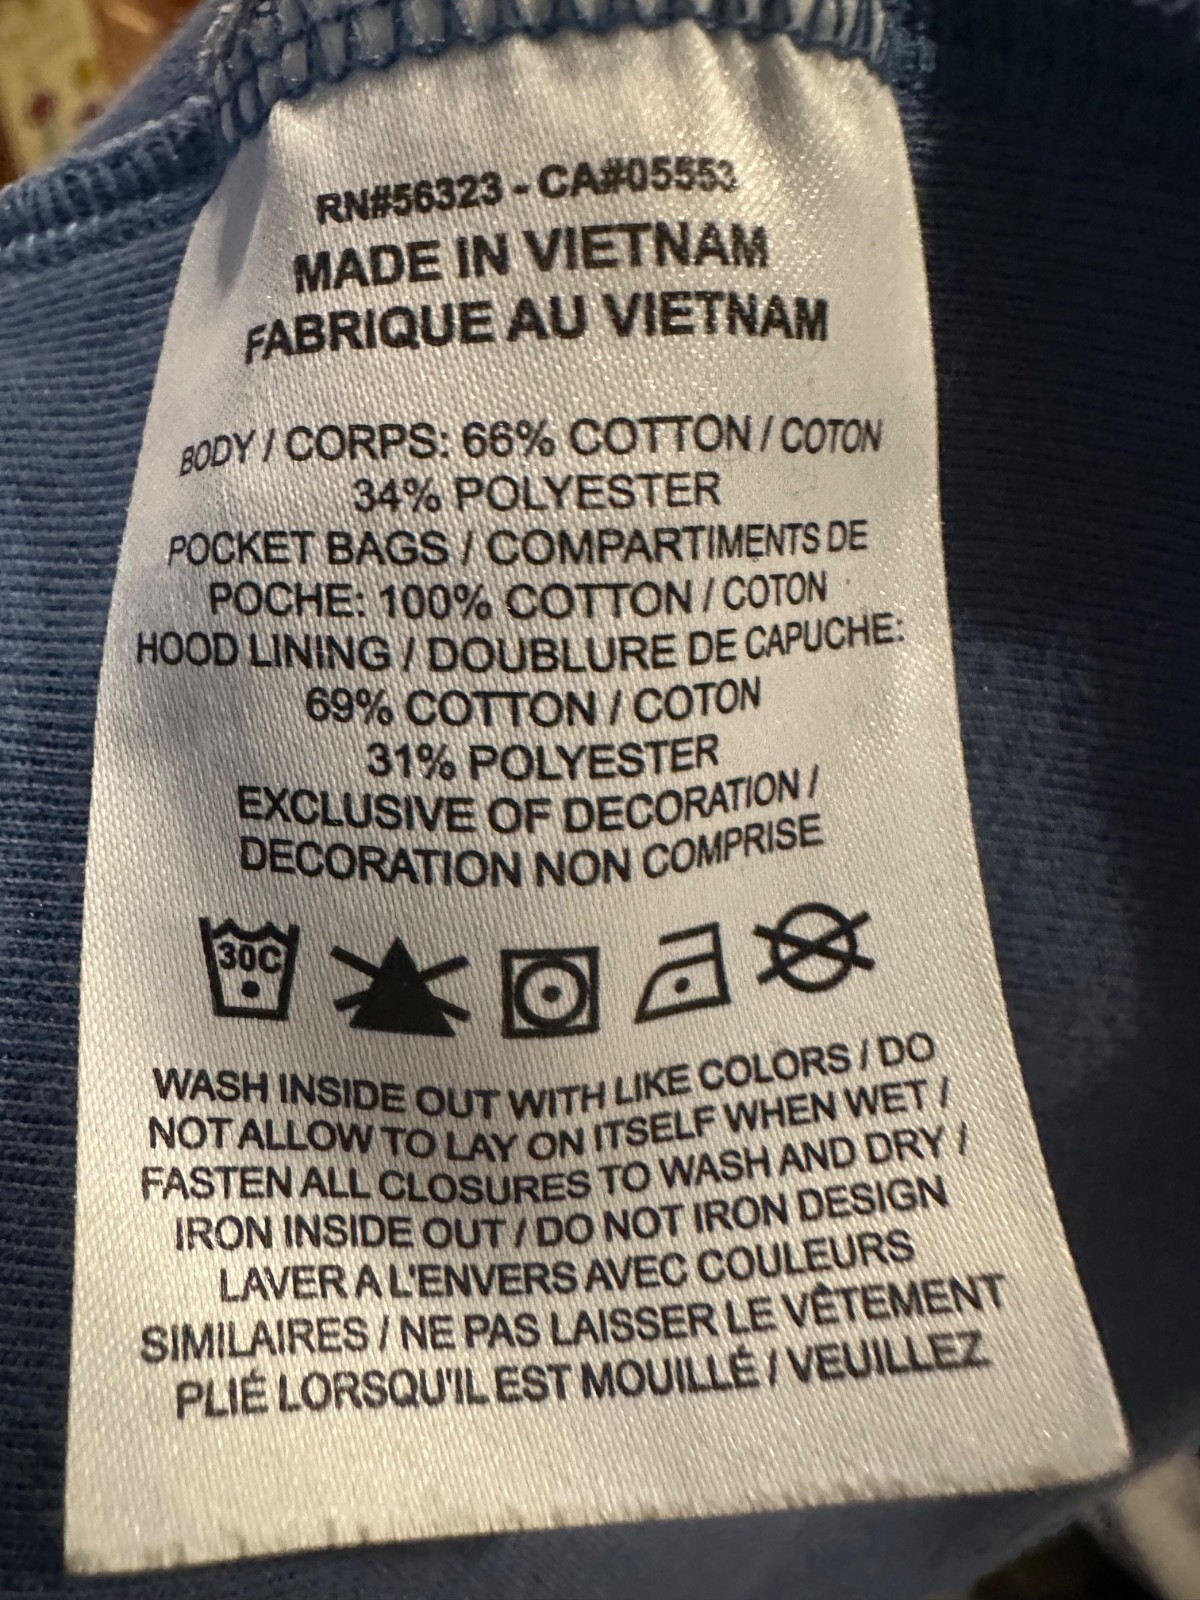 RN#56323 - CA#05553
MADE IN VIETNAM
FABRIQUE AU VIETNAM
BODY / CORPS: 66% COTTON / COTON
34% POLYESTER
POCKET BAGS / COMPARTIMENTS DE
POCHE: 100% COTTON / COTON
HOOD LINING / DOUBLURE DE CAPUCHE:
69% COTTON / COTON
31% POLYESTER
EXCLUSIVE OF DECORATION /
DECORATION NON COMPRISE
30C
WASH INSIDE OUT WITH LIKE COLORS / DO
NOT ALLOW TO LAY ON ITSELF WHEN WET /
FASTEN ALL CLOSURES TO WASH AND DRY /
IRON INSIDE OUT / DO NOT IRON DESIGN
LAVER A L'ENVERS AVEC COULEURS
SIMILAIRES / NE PAS LAISSER LE VÊTEMENT
PLIÉ LORSQU'IL EST MOUILLÉ / VEUILLEZ